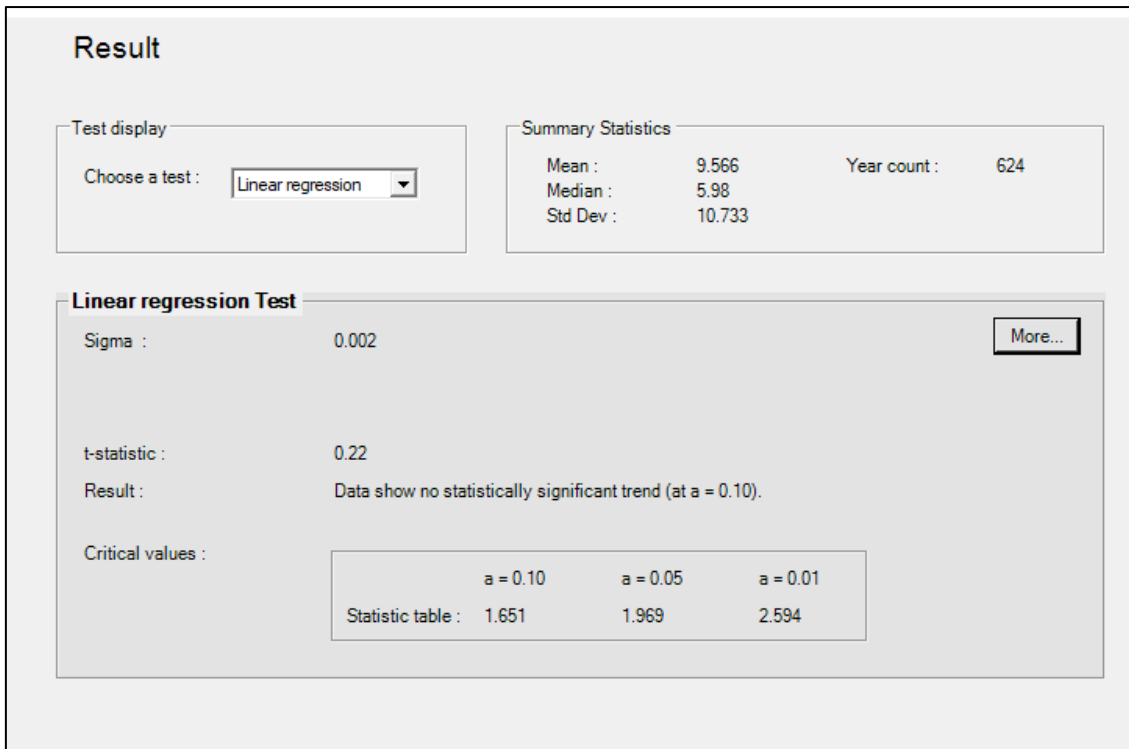 Result
Test display
Choose a test : Linear regression
Summary Statistics
Mean : 9.566 Year count : 624
Median : 5.98
Std Dev : 10.733
Linear regression Test
Sigma : 0.002
More...
t-statistic : 0.22
Result : Data show no statistically significant trend (at a = 0.10).
Critical values :
a = 0.10 a = 0.05 a = 0.01
Statistic table : 1.651 1.969 2.594